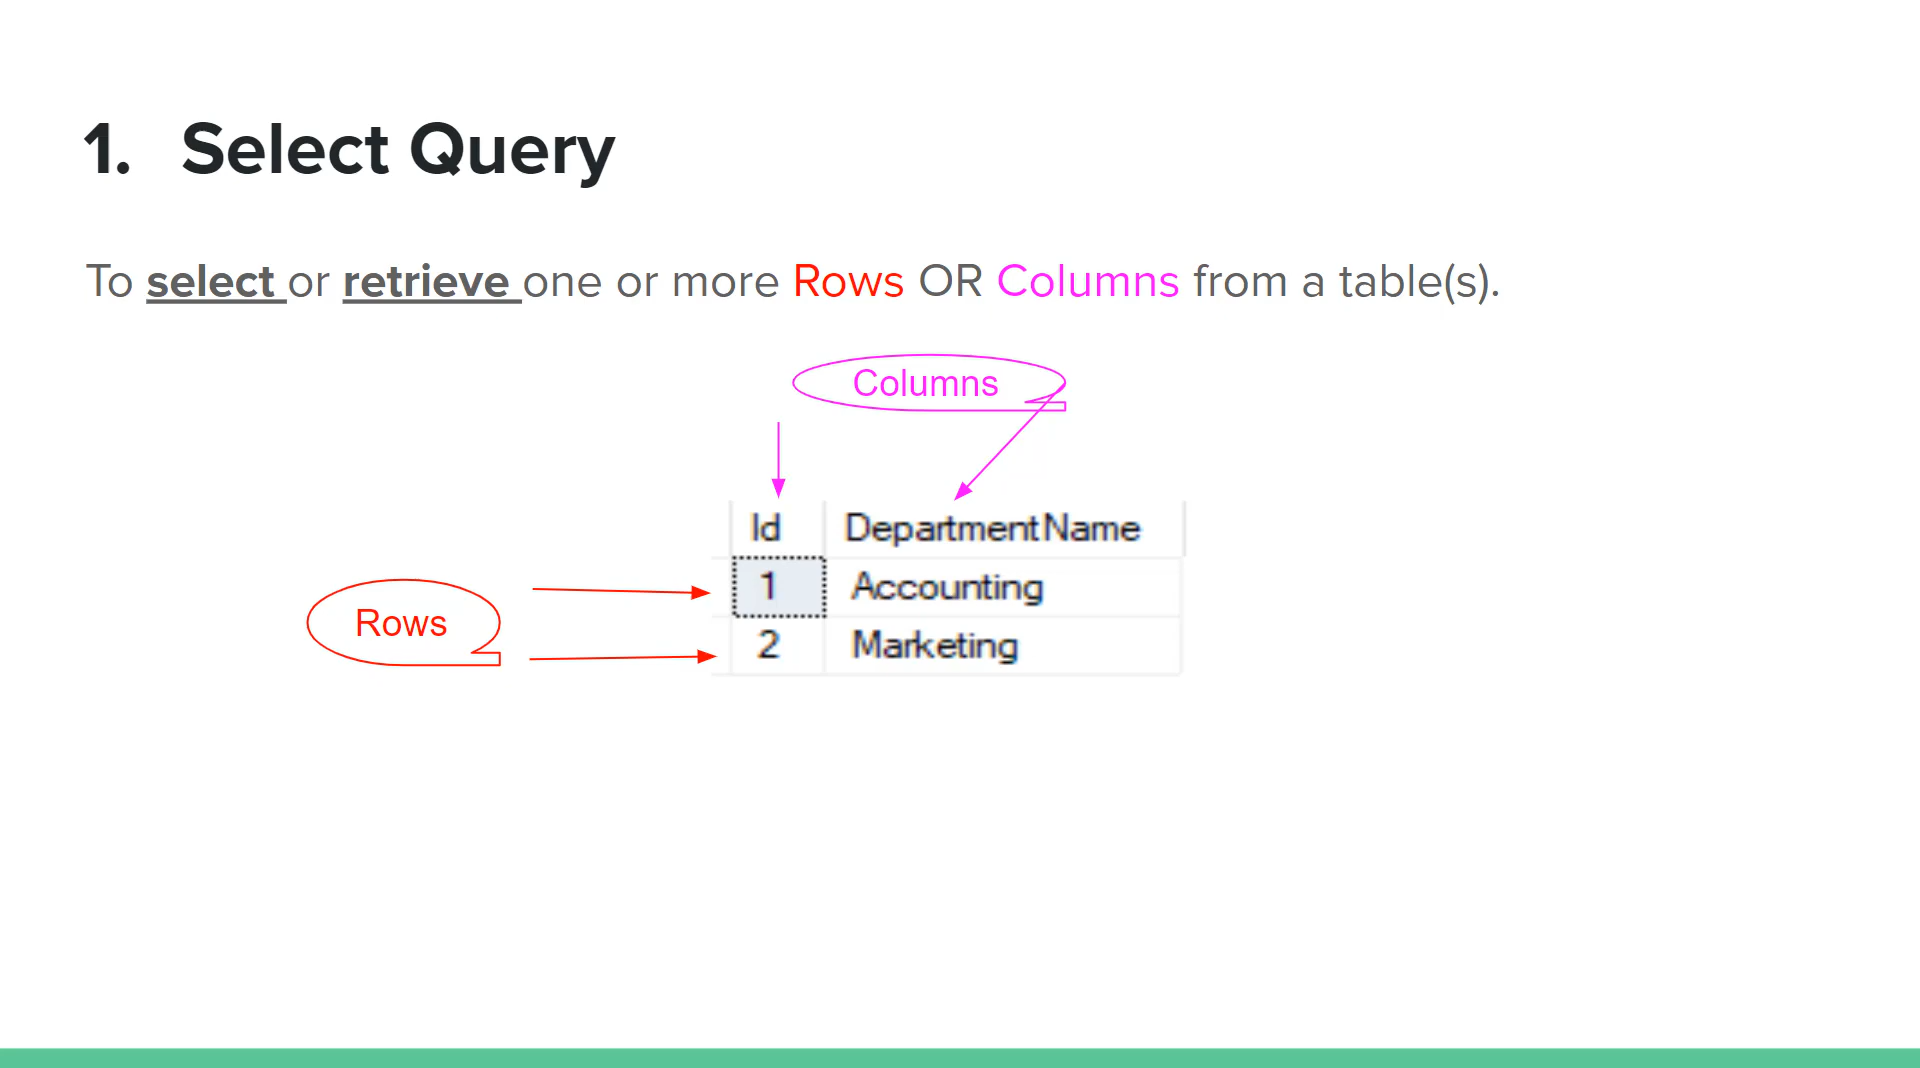 1. Select Query
To select or retrieve one or more Rows OR Columns from a table(s).
Columns
Id DepartmentName
1 Accounting
Rows
2 Marketing